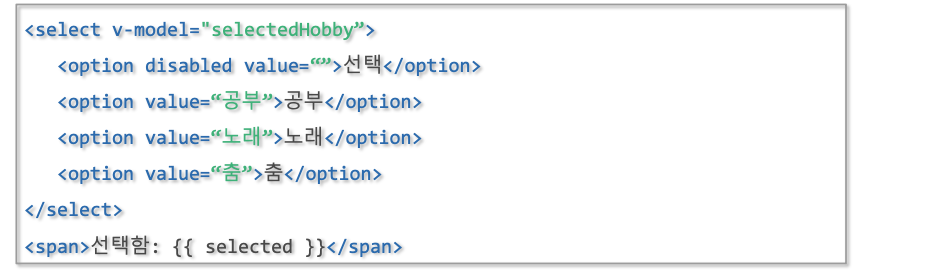 <select v-model="selectedHobby”>
<option disabled value=“”>선택</option>
<option value=“공부”>공부</option>
<option value=“노래”>노래</option>
<option value=“춤”>춤</option>
</select>
<span>선택함: {{ selected }}</span>